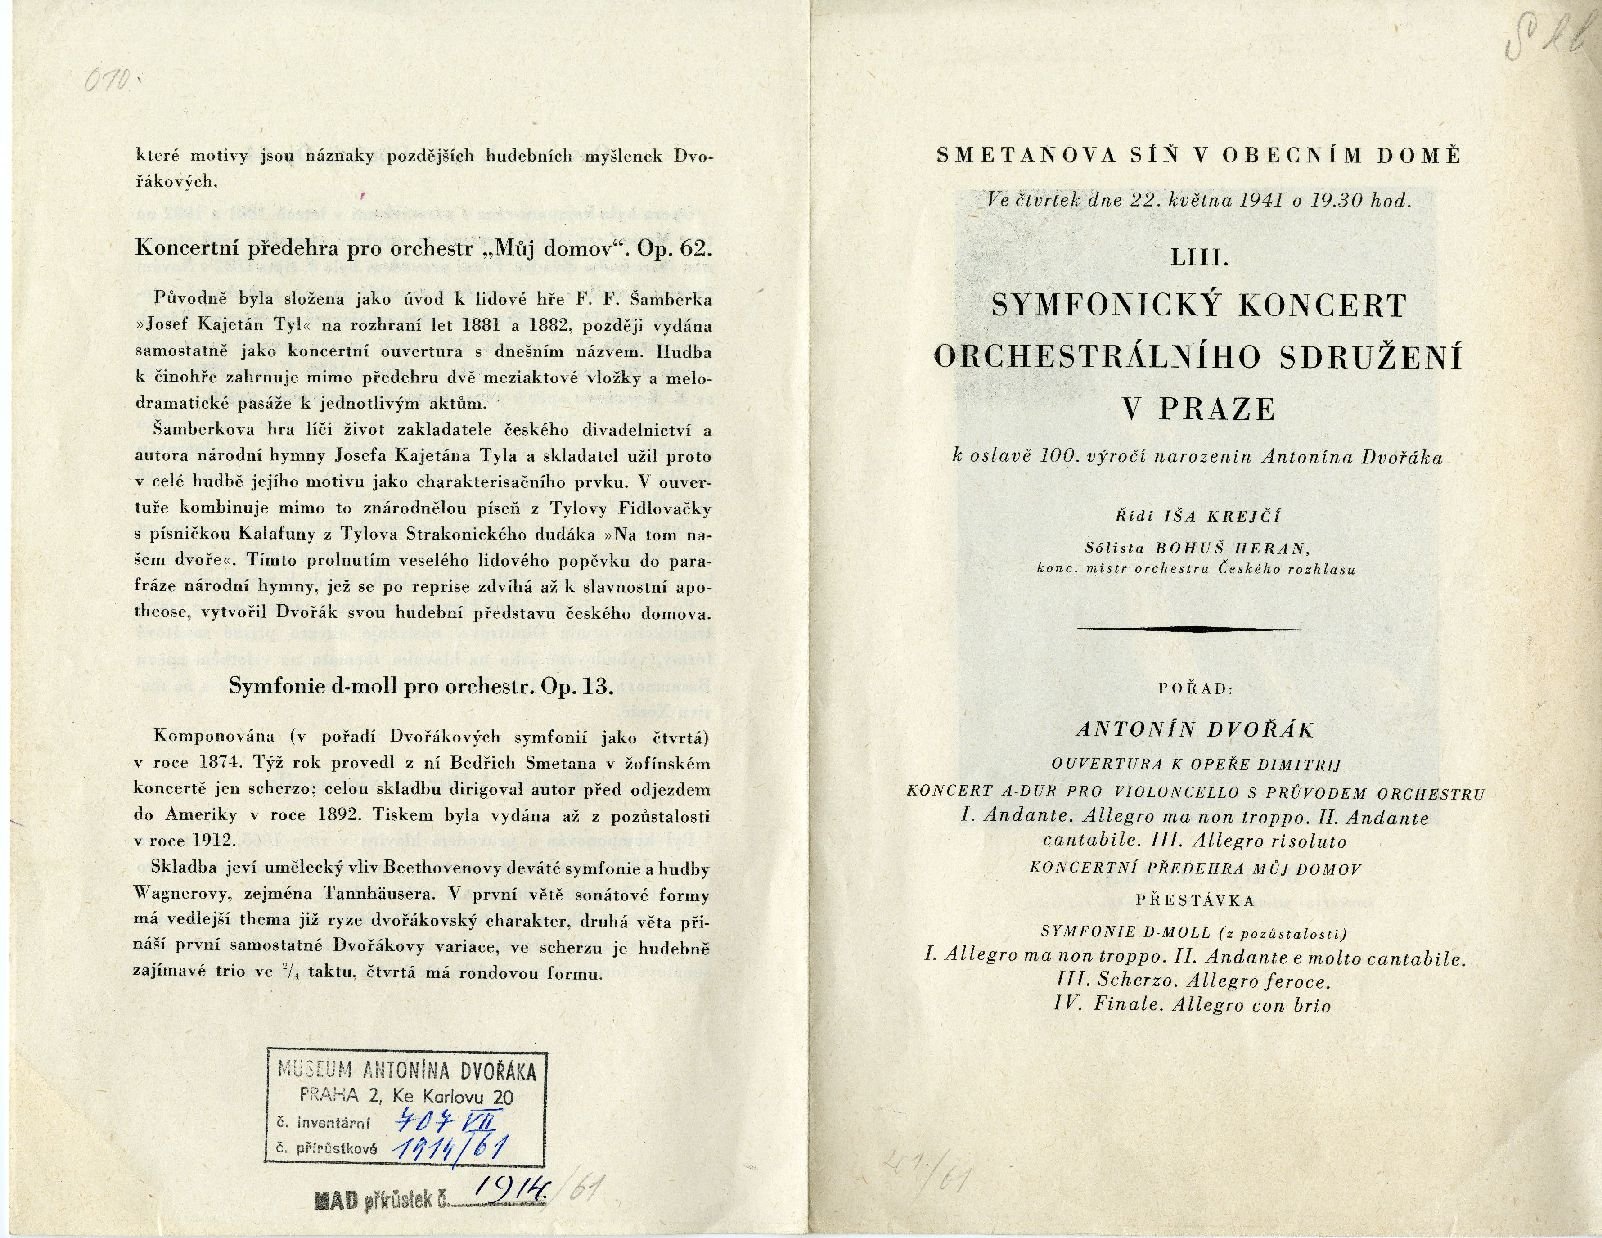 010.
které motivy jsou náznaky pozdějších hudebních myšlenek Dvo-
řákových.
Koncertní předehra pro orchestr „Můj domov“. Op. 62.
Původně byla složena jako úvod k lidové hře F. F. Šamberka
»Josef Kajetán Tyl« na rozhraní let 1881 a 1882, později vydána
samostatně jako koncertní ouvertura s dnešním názvem. Hudba
k činohře zahrnuje mimo předehru dvě meziaktové vložky a melo-
dramatické pasáže k jednotlivým aktům.
Šamberkova hra líčí život zakladatele českého divadelnictví a
autora národní hymny Josefa Kajetána Tyla a skladatel užil proto
v celé hudbě jejího motivu jako charakterisačního prvku. V ouver-
tuře kombinuje mimo to znárodnělou píseň z Tylovy Fidlovačky
s písničkou Kalafuny z Tylova Strakonického dudáka »Na tom na-
šem dvoře«. Tímto prolnutím veselého lidového popěvku do para-
fráze národní hymny, jež se po reprise zdvíhá až k slavnostní apo-
theose, vytvořil Dvořák svou hudební představu českého domova.
Symfonie d-moll pro orchestr. Op. 13.
Komponována (v pořadí Dvořákových symfonií jako čtvrtá)
v roce 1874. Týž rok provedl z ní Bedřich Smetana v žofínském
koncertě jen scherzo; celou skladbu dirigoval autor před odjezdem
do Ameriky v roce 1892. Tiskem byla vydána až z pozůstalosti
v roce 1912.
Skladba jeví umělecký vliv Beethovenovy deváté symfonie a hudby
Wagnerovy, zejména Tannhäusera. V první větě sonátové formy
má vedlejší thema již ryze dvořákovský charakter, druhá věta při-
náší první samostatné Dvořákovy variace, ve scherzu je hudebně
zajímavé trio ve 2/4 taktu, čtvrtá má rondovou formu.
MUSEUM ANTONÍNA DVOŘÁKA
PRAHA 2, Ke Karlovu 20
č. inventární 707 VII
č. přírůstkové 1914/61
MAD přírůstek č. 1914/61
SMETANOVA SÍŇ V OBECNÍM DOMĚ
Ve čtvrtek dne 22. května 1941 o 19.30 hod.
LIII.
SYMFONICKÝ KONCERT
ORCHESTRÁLNÍHO SDRUŽENÍ
V PRAZE
k oslavě 100. výročí narozenin Antonína Dvořáka
Řídí IŠA KREJČÍ
Sólista BOHUŠ HERAN,
konc. mistr orchestru Českého rozhlasu
POŘAD:
ANTONÍN DVOŘÁK
OUVERTURA K OPEŘE DIMITRIJ
KONCERT A-DUR PRO VIOLONCELLO S PRŮVODEM ORCHESTRU
I. Andante. Allegro ma non troppo. II. Andante
cantabile. III. Allegro risoluto
KONCERTNÍ PŘEDEHRA MŮJ DOMOV
PŘESTÁVKA
SYMFONIE D-MOLL (z pozůstalosti)
I. Allegro ma non troppo. II. Andante e molto cantabile.
III. Scherzo. Allegro feroce.
IV. Finale. Allegro con brio